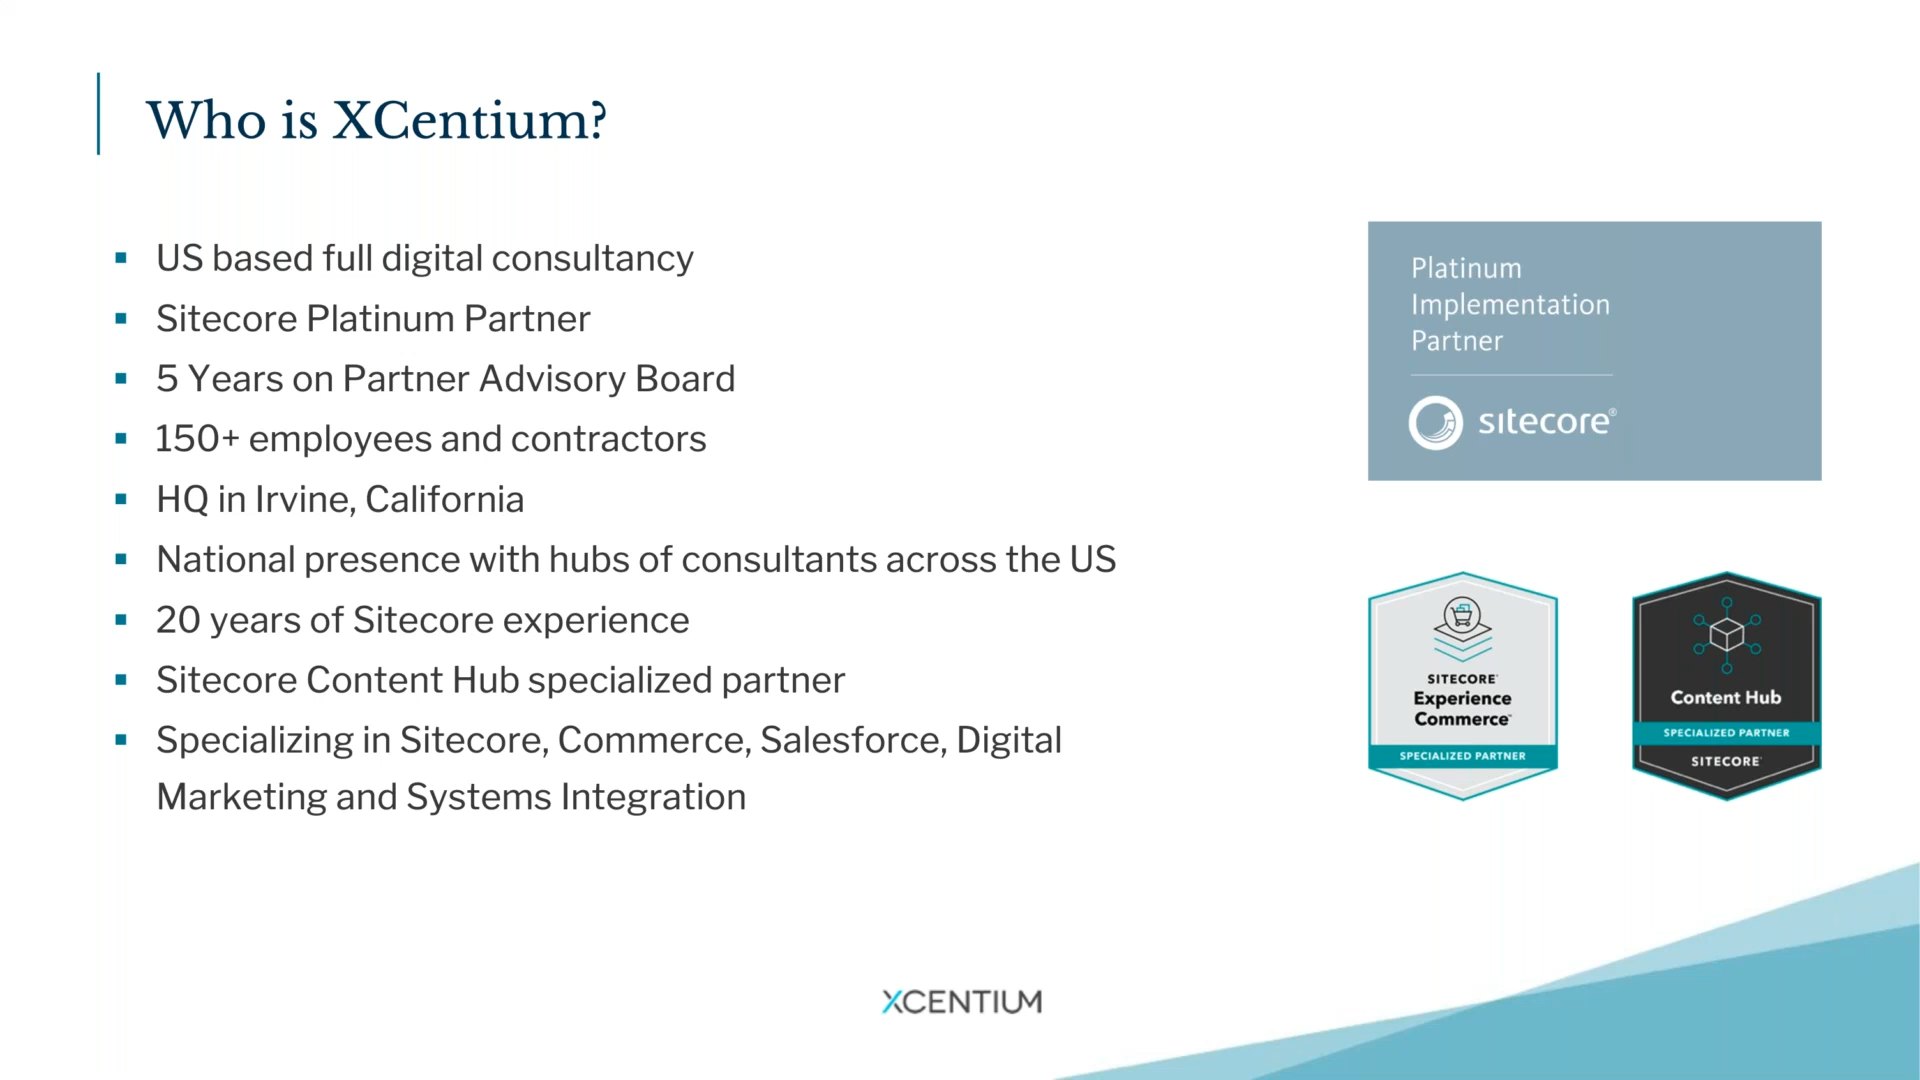 Who is XCentium?
US based full digital consultancy
Sitecore Platinum Partner
5 Years on Partner Advisory Board
150+ employees and contractors
HQ in Irvine, California
National presence with hubs of consultants across the US
20 years of Sitecore experience
Sitecore Content Hub specialized partner
Specializing in Sitecore, Commerce, Salesforce, Digital
Marketing and Systems Integration
Platinum
Implementation
Partner
sitecore®
SITECORE
Experience
Commerce
SPECIALIZED PARTNER
Content Hub
SPECIALIZED PARTNER
SITECORE
XCENTIUM